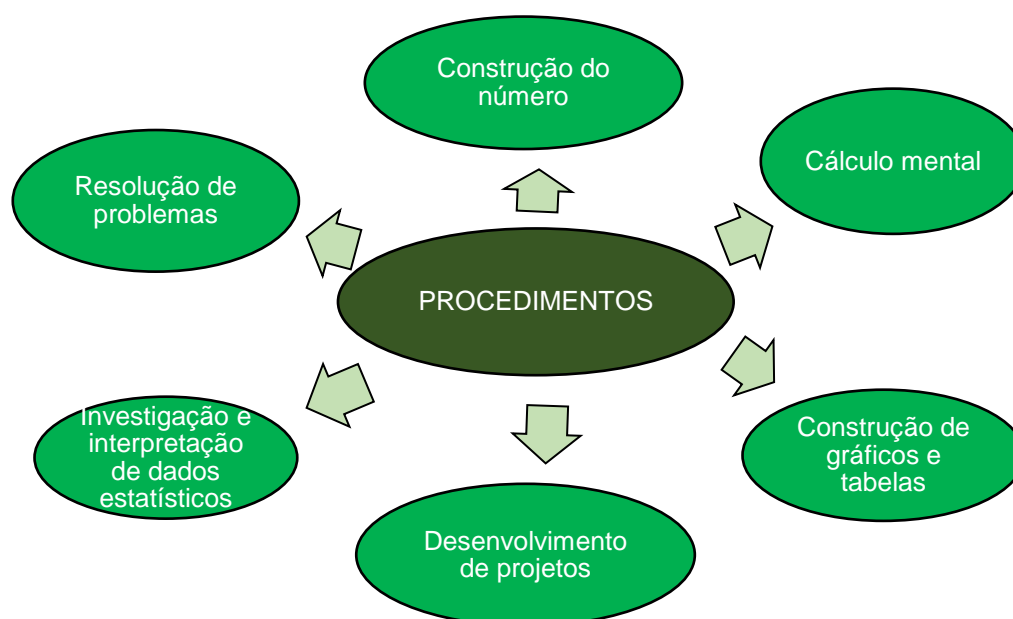 Construção do
número
Cálculo mental
Resolução de
problemas
PROCEDIMENTOS
Investigação e
interpretação
de dados
estatísticos
Construção de
gráficos e
tabelas
Desenvolvimento
de projetos